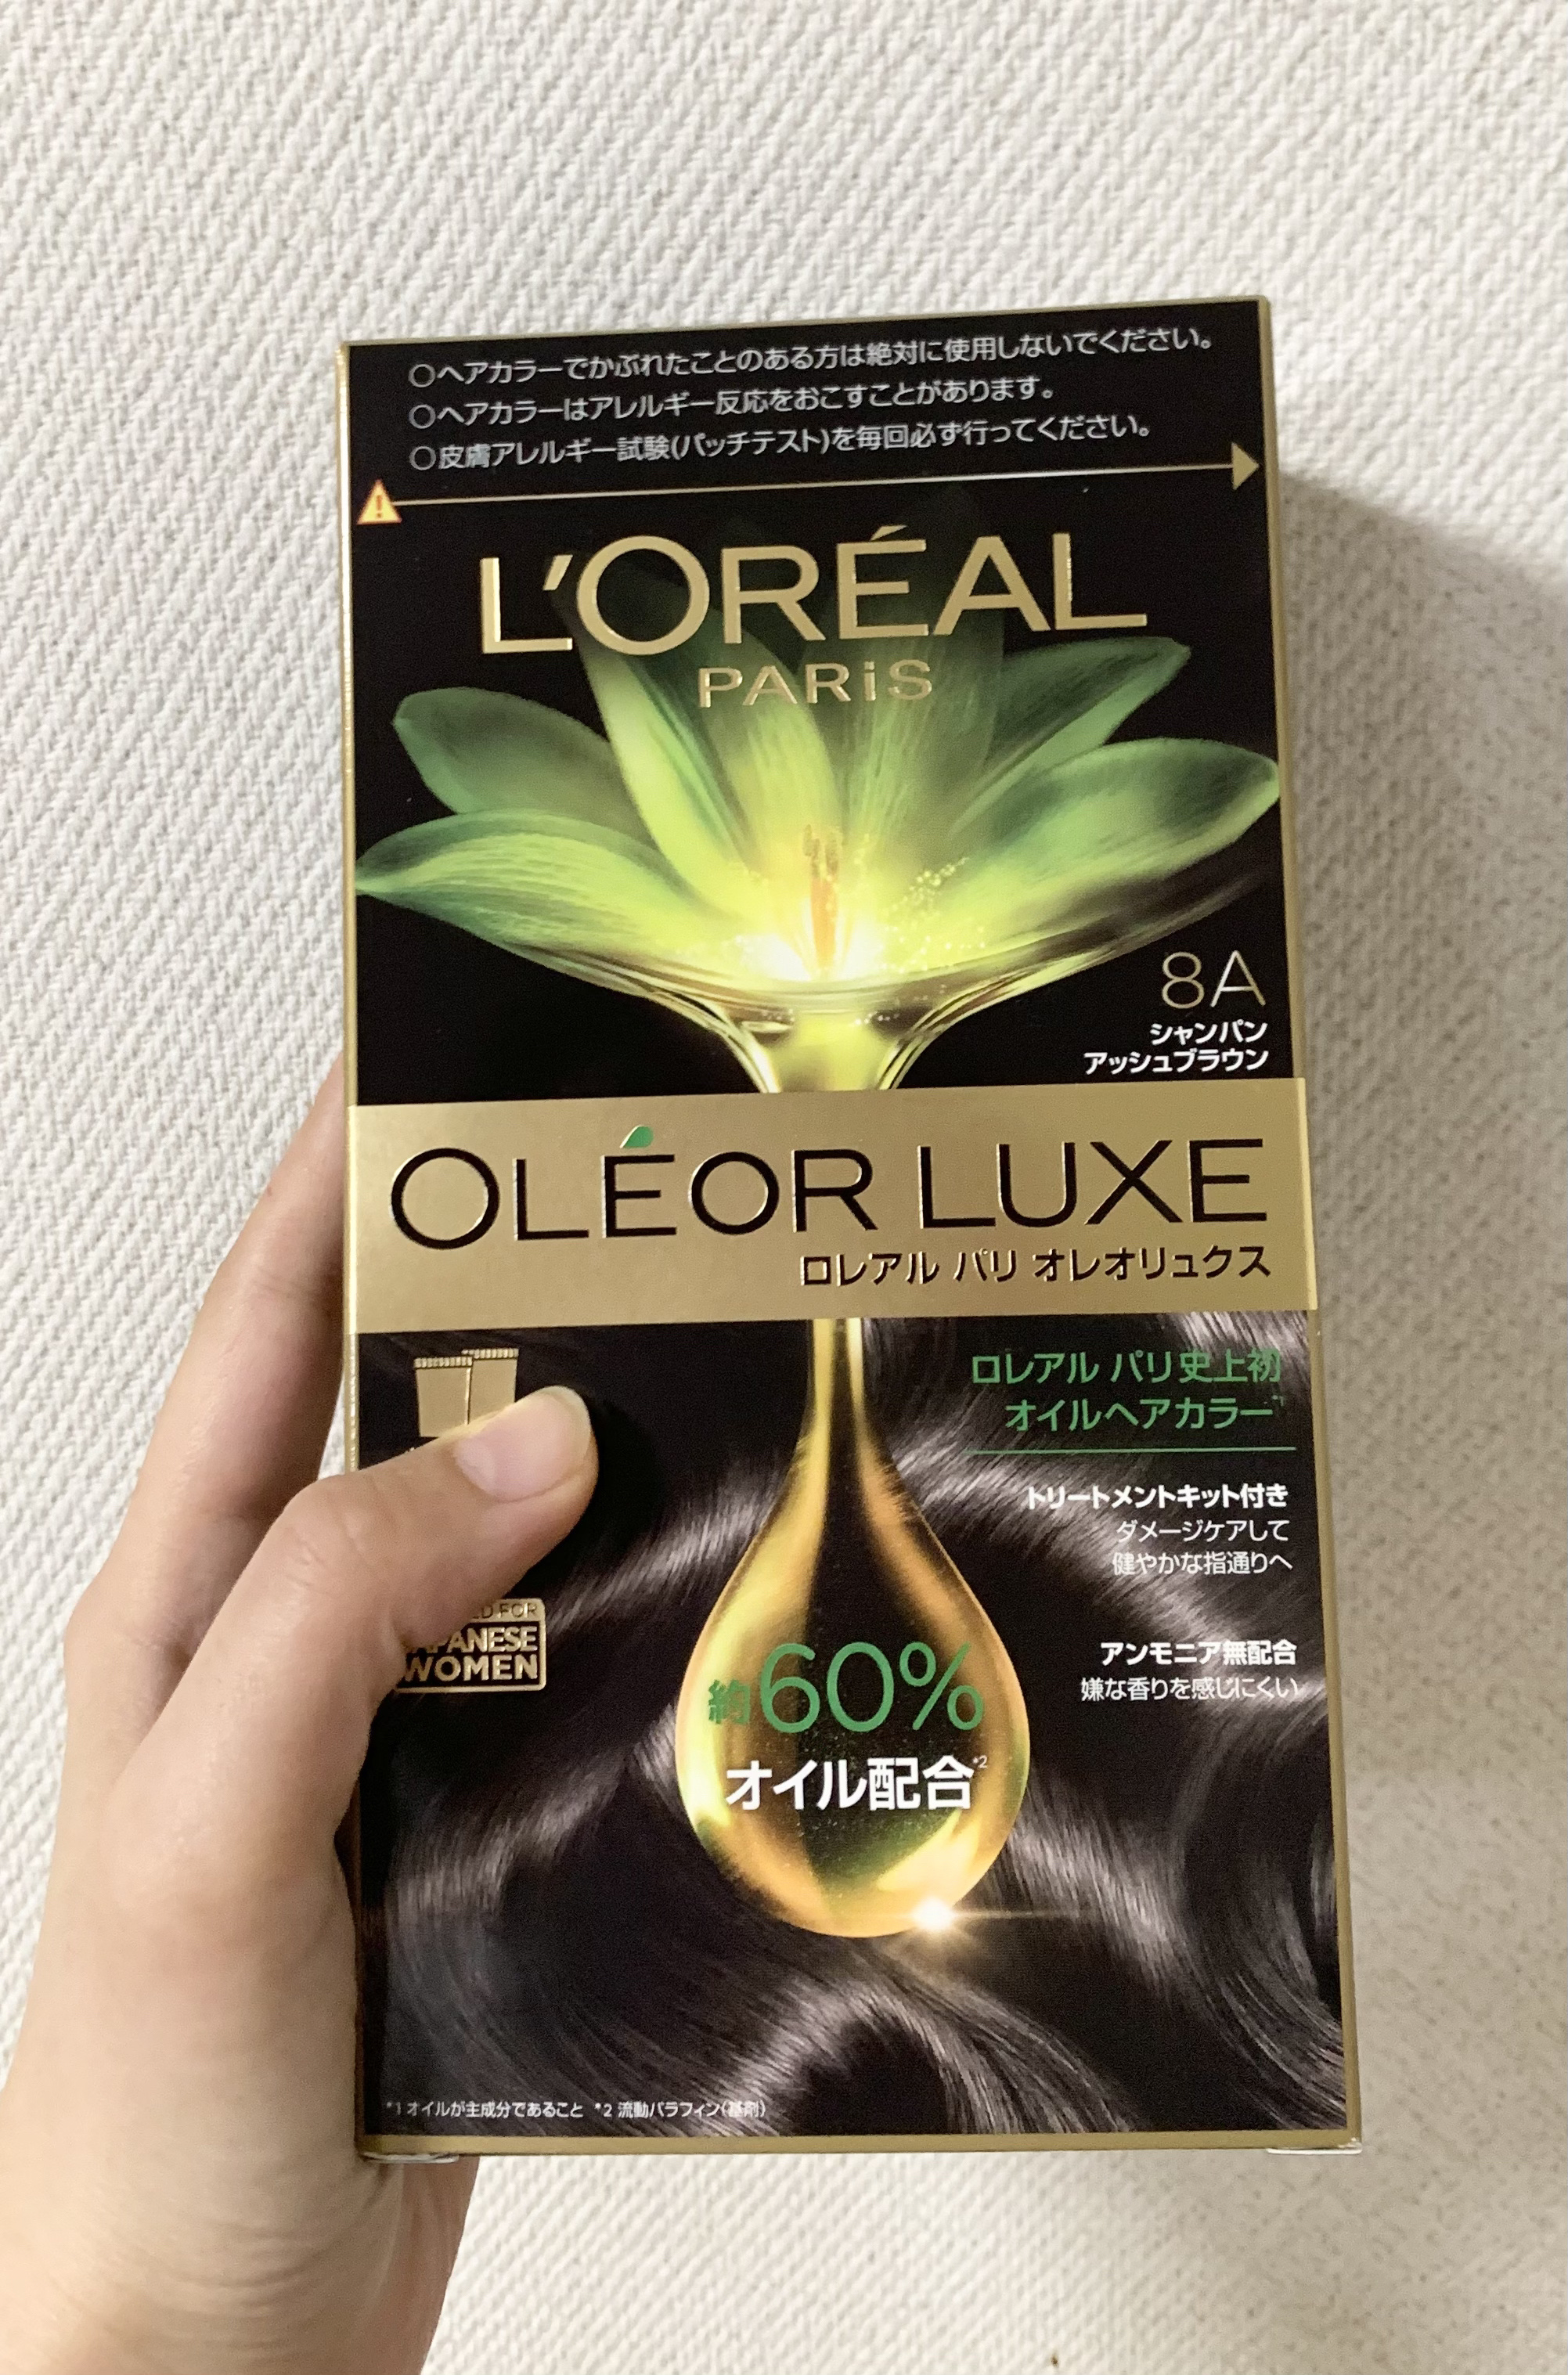 ○ヘアカラーでかぶれたことのある方は絶対に使用しないでください。
○ヘアカラーはアレルギー反応をおこすことがあります。
○皮膚アレルギー試験(パッチテスト)を毎回必ず行ってください。
L'ORÉAL
PARiS
8A
シャンパン
アッシュブラウン
OLÉOR LUXE
ロレアル パリ オレオリュクス
ロレアル パリ史上初
オイルヘアカラー
トリートメントキット付き
ダメージケアして
健やかな指通りへ
アンモニア無配合
嫌な香りを感じにくい
FOR
JAPANESE
WOMEN
約60%
オイル配合*2
*1 オイルが主成分であること *2 流動パラフィン(基剤)